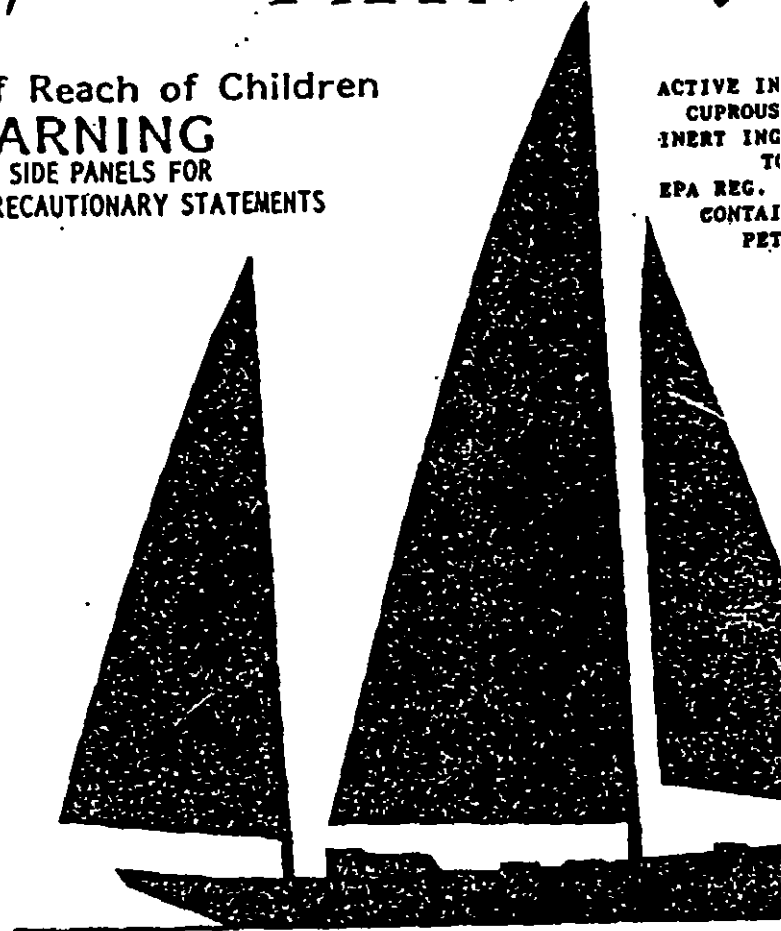 f Reach of Children
ARNING
SIDE PANELS FOR
RECAUTIONARY STATEMENTS
ACTIVE IN
CUPROUS
INERT ING
TO
EPA REG.
CONTAI
PET